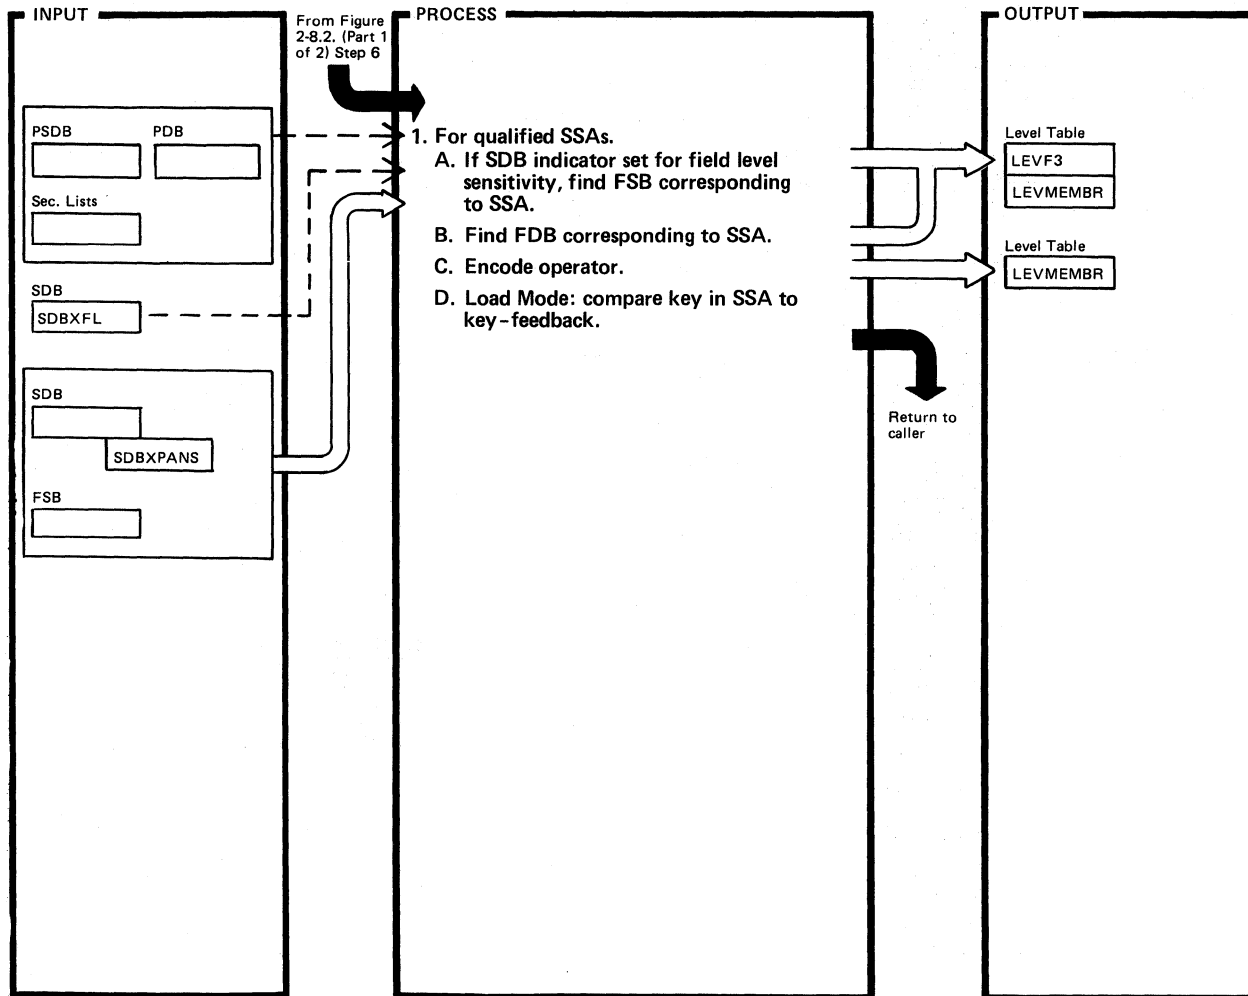 INPUT
From Figure
2-8.2. (Part 1
of 2) Step 6
PROCESS
OUTPUT
PSDB
PDB
Sec. Lists
SDB
SDBXFL
SDB
SDBXPANS
FSB
1. For qualified SSAs.
A. If SDB indicator set for field level
sensitivity, find FSB corresponding
to SSA.
B. Find FDB corresponding to SSA.
C. Encode operator.
D. Load Mode: compare key in SSA to
key-feedback.
Return to
caller
Level Table
LEVF3
LEVMEMBR
Level Table
LEVMEMBR